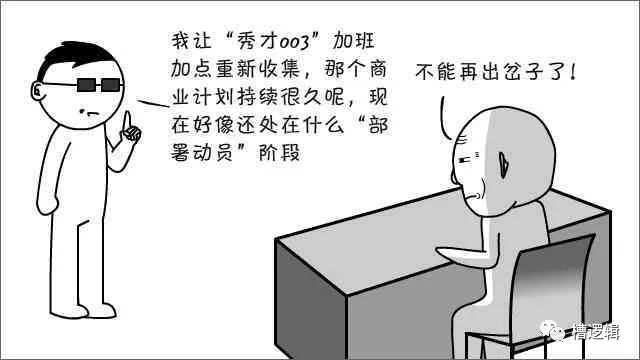 我让“秀才003”加班
加点重新收集，那个商
业计划持续很久呢，现
在好像还处在什么“部
署动员”阶段
不能再出岔子了！
槽逻辑